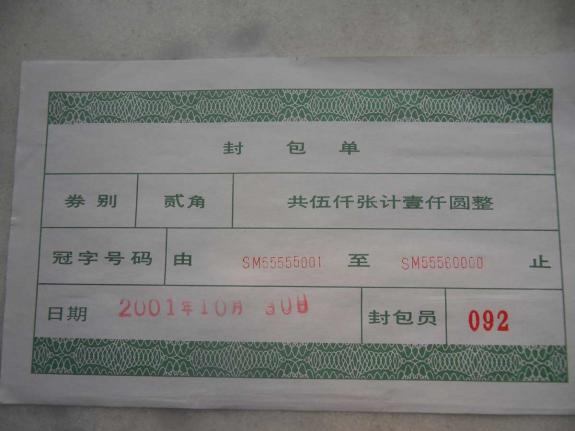 封包单
券别 贰角 共伍仟张计壹仟圆整
冠字号码 由 SM55555001 至 SM55560000 止
日期 2001年10月 30日 封包员 092